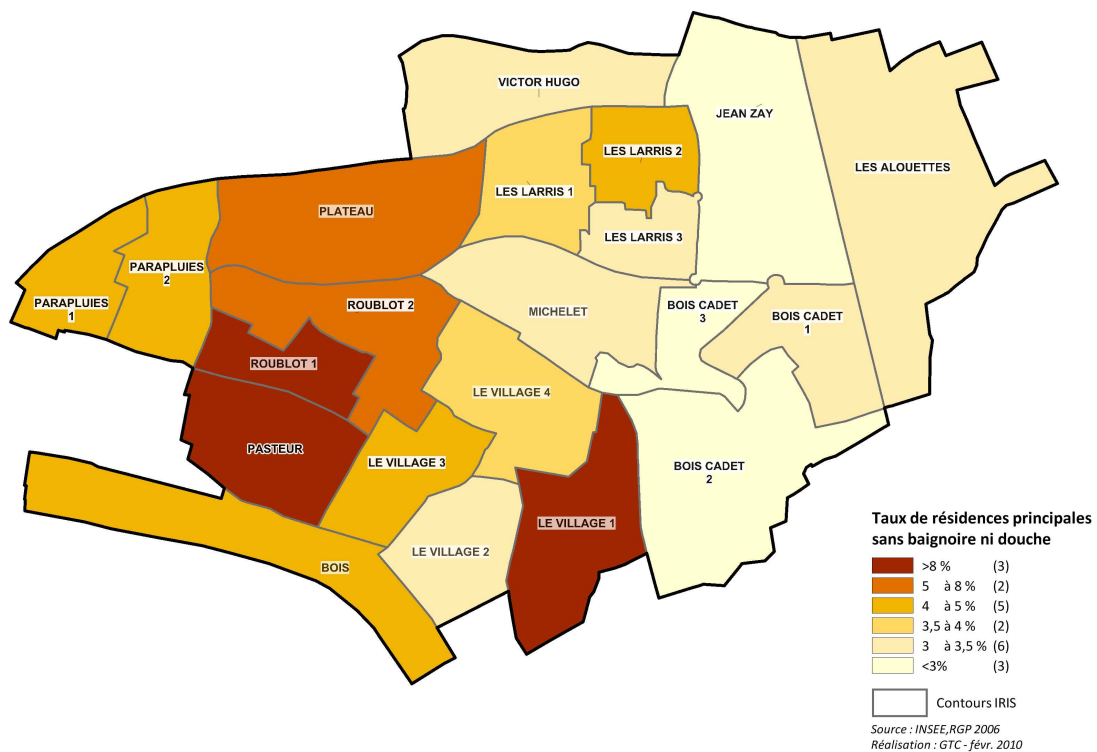 VICTOR HUGO
JEAN ZAY
LES LARRIS 2
LES ALOUETTES
LES LARRIS 1
PLATEAU
LES LARRIS 3
PARAPLUIES
2
PARAPLUIES
1
ROUBLOT 2
MICHELET
BOIS CADET
3
BOIS CADET
1
ROUBLOT 1
LE VILLAGE 4
PASTEUR
LE VILLAGE 3
BOIS CADET
2
LE VILLAGE 1
LE VILLAGE 2
BOIS
Taux de résidences principales
sans baignoire ni douche
>8 % (3)
5 à 8 % (2)
4 à 5 % (5)
3,5 à 4 % (2)
3 à 3,5 % (6)
<3% (3)
Contours IRIS
Source : INSEE,RGP 2006
Réalisation : GTC - févr. 2010